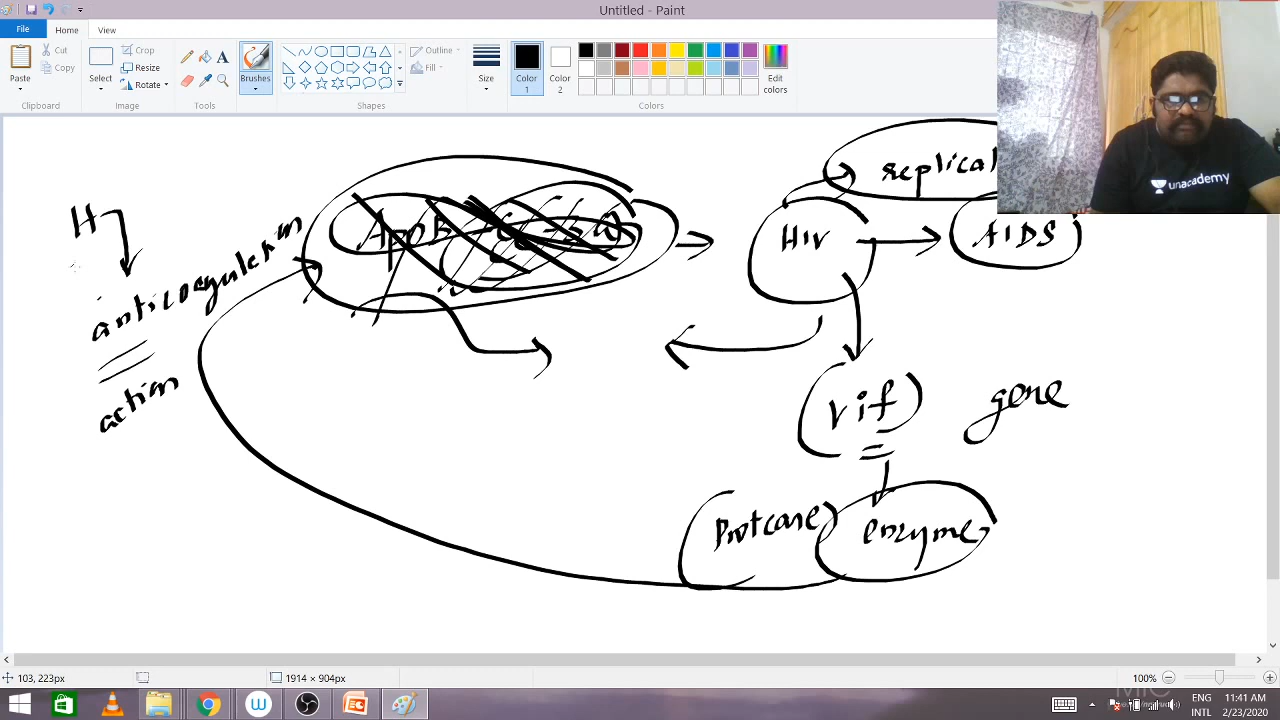 Untitled - Paint
File Home View
Cut
Copy
Paste
Select
Crop
Resize
Rotate
Brushes
Outline
Fill
Size
Color 1
Color 2
Edit colors
Clipboard
Image
Tools
Shapes
Colors
unacademy
replicat
H
HIV
AIDS
anticoagulation
action
vif
gene
Protease
enzyme
103, 223px
1914 × 904px
100%
ENG
INTL
11:41 AM
2/23/2020